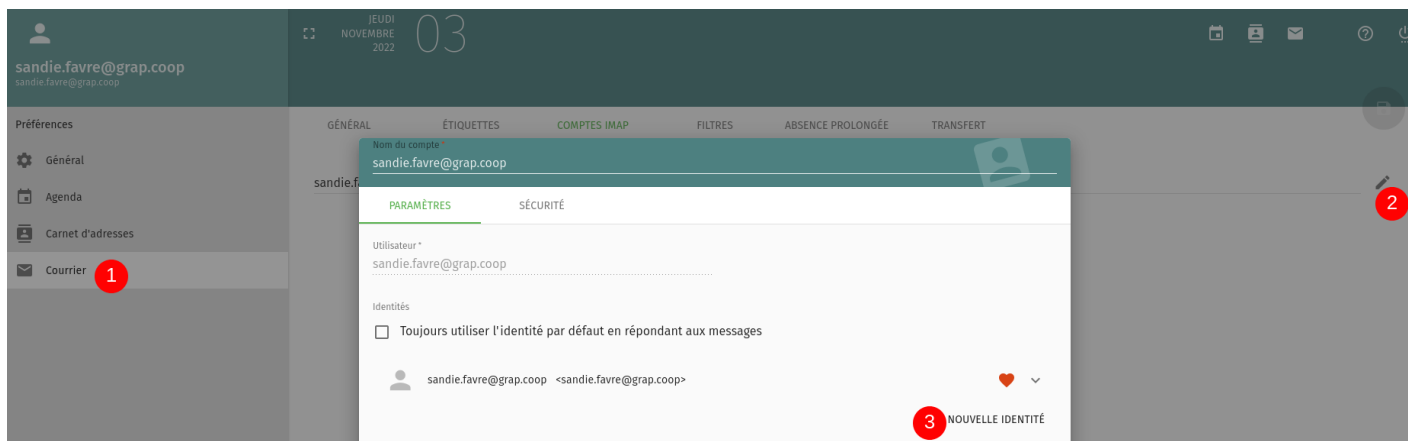 JEUDI
NOVEMBRE
2022
03
sandie.favre@grap.coop
sandie.favre@grap.coop
Préférences
Général
Agenda
Carnet d'adresses
Courrier
1
GÉNÉRAL
ÉTIQUETTES
COMPTES IMAP
FILTRES
ABSENCE PROLONGÉE
TRANSFERT
sandie.f
2
Nom du compte *
sandie.favre@grap.coop
PARAMÈTRES
SÉCURITÉ
Utilisateur *
sandie.favre@grap.coop
Identités
Toujours utiliser l'identité par défaut en répondant aux messages
sandie.favre@grap.coop <sandie.favre@grap.coop>
3 NOUVELLE IDENTITÉ